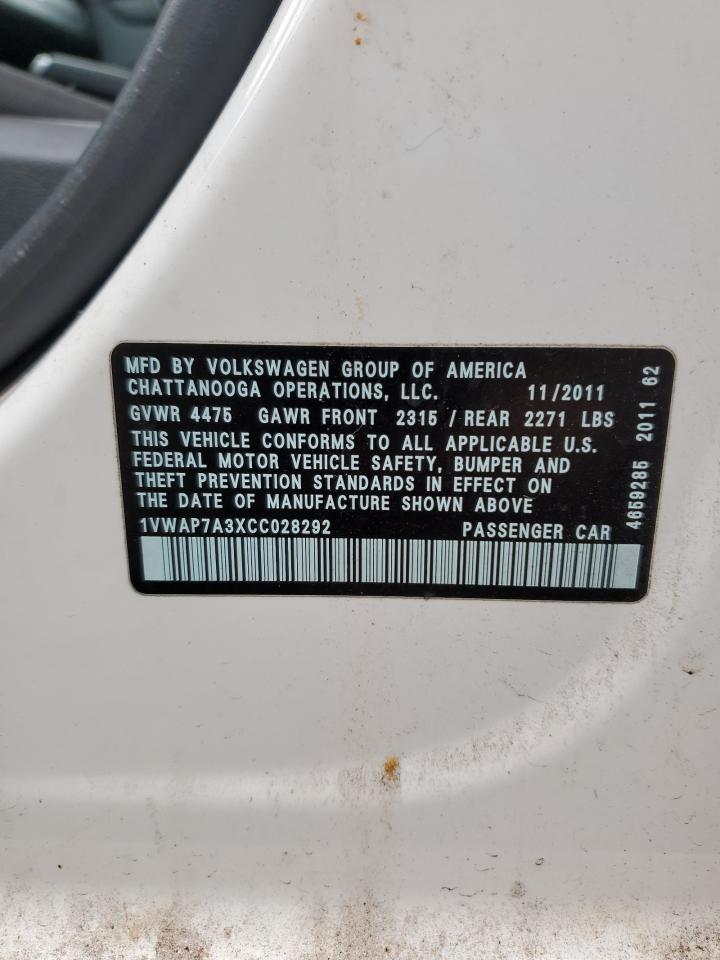 MFD BY VOLKSWAGEN GROUP OF AMERICA
CHATTANOOGA OPERATIONS, LLC. 11/2011
GVWR 4475 GAWR FRONT 2315 / REAR 2271 LBS
THIS VEHICLE CONFORMS TO ALL APPLICABLE U.S.
FEDERAL MOTOR VEHICLE SAFETY, BUMPER AND
THEFT PREVENTION STANDARDS IN EFFECT ON
THE DATE OF MANUFACTURE SHOWN ABOVE
1VWAP7A3XCC028292 PASSENGER CAR
4659285 2011 62